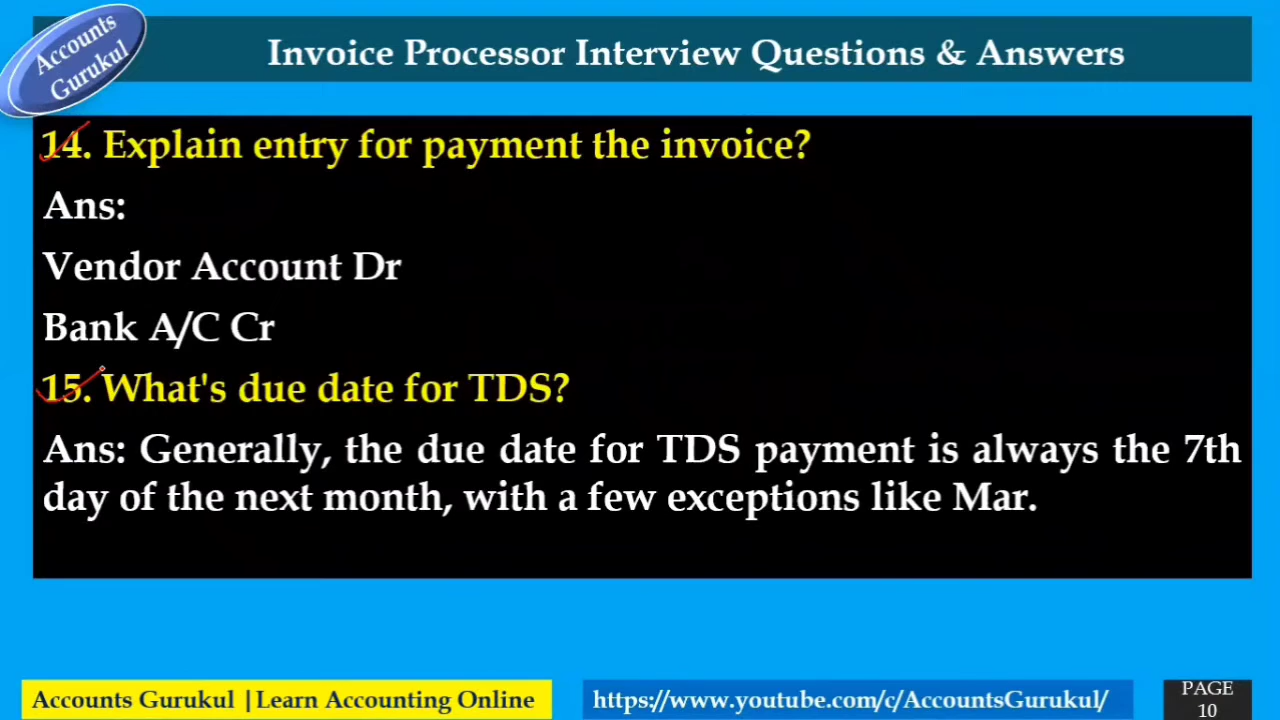 Accounts
Gurukul
Invoice Processor Interview Questions & Answers
14. Explain entry for payment the invoice?
Ans:
Vendor Account Dr
Bank A/C Cr
15. What's due date for TDS?
Ans: Generally, the due date for TDS payment is always the 7th
day of the next month, with a few exceptions like Mar.
Accounts Gurukul |Learn Accounting Online
https://www.youtube.com/c/AccountsGurukul/
PAGE
10